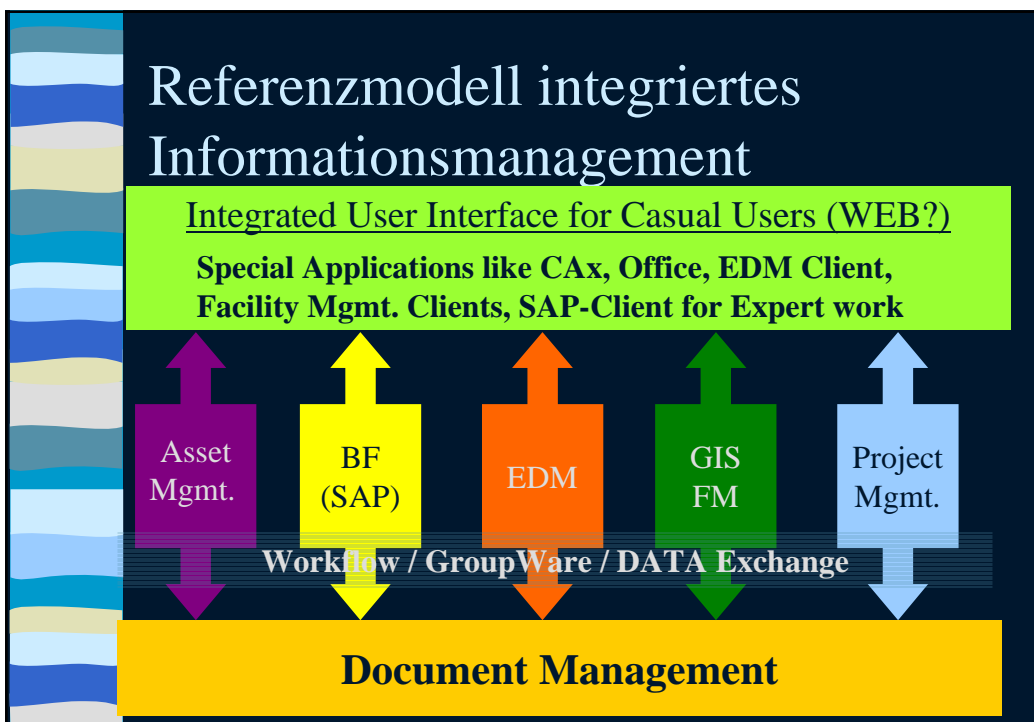 Referenzmodell integriertes
Informationsmanagement
Integrated User Interface for Casual Users (WEB?)
Special Applications like CAx, Office, EDM Client,
Facility Mgmt. Clients, SAP-Client for Expert work
Asset
Mgmt.
BF
(SAP)
EDM
GIS
FM
Project
Mgmt.
Workflow / GroupWare / DATA Exchange
Document Management